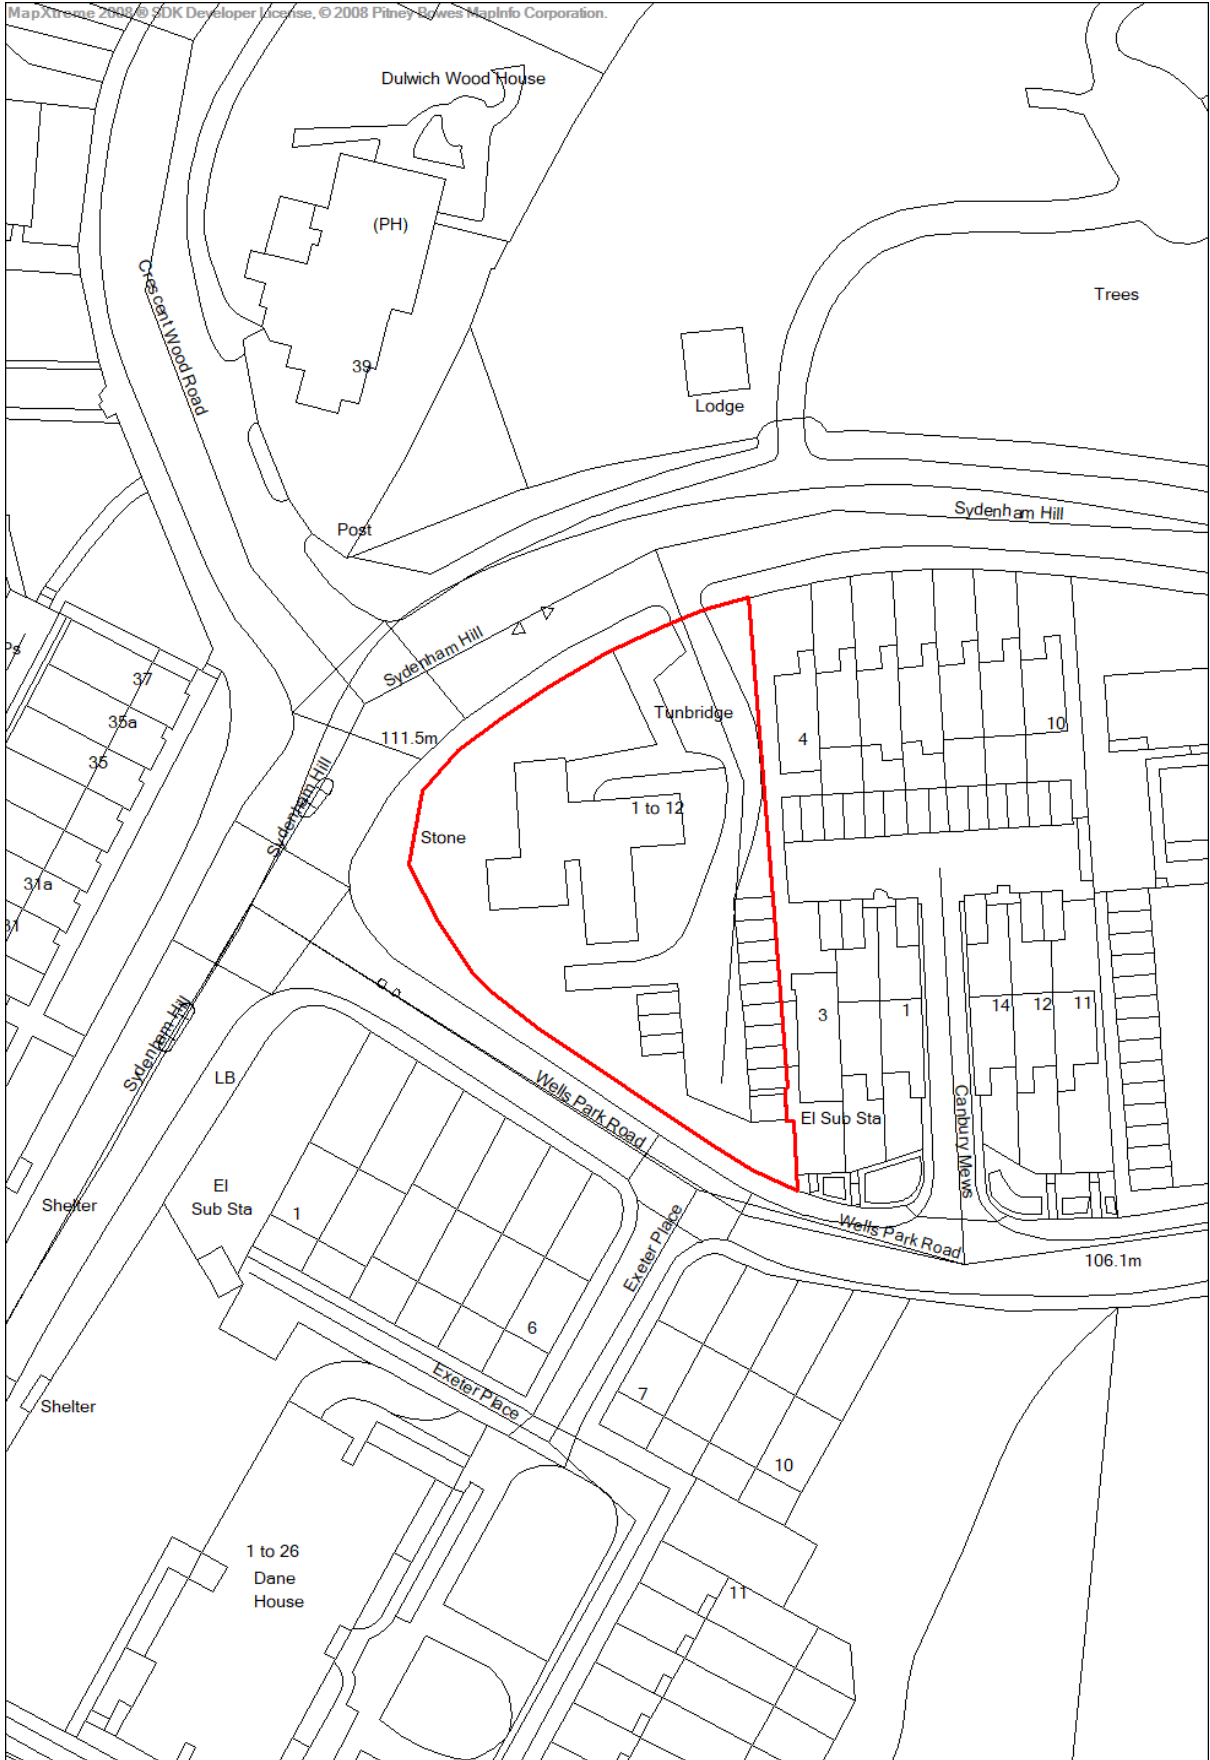 MapXtreme 2008 ® SDK Developer License, © 2008 Pitney Bowes MapInfo Corporation.
Dulwich Wood House
(PH)
Crescent Wood Road
Trees
39
Lodge
Post
Sydenham Hill
Sydenham Hill
Ps
37
35a
35
31a
31
Tunbridge
111.5m
4
10
Sydenham Hill
1 to 12
Stone
Sydenham Hill
3
1
14
12
11
LB
Wells Park Road
El Sub Sta
Canbury Mews
El
Sub Sta
Shelter
1
Exeter Place
Wells Park Road
106.1m
6
Exeter Place
7
Shelter
10
1 to 26
Dane
House
11